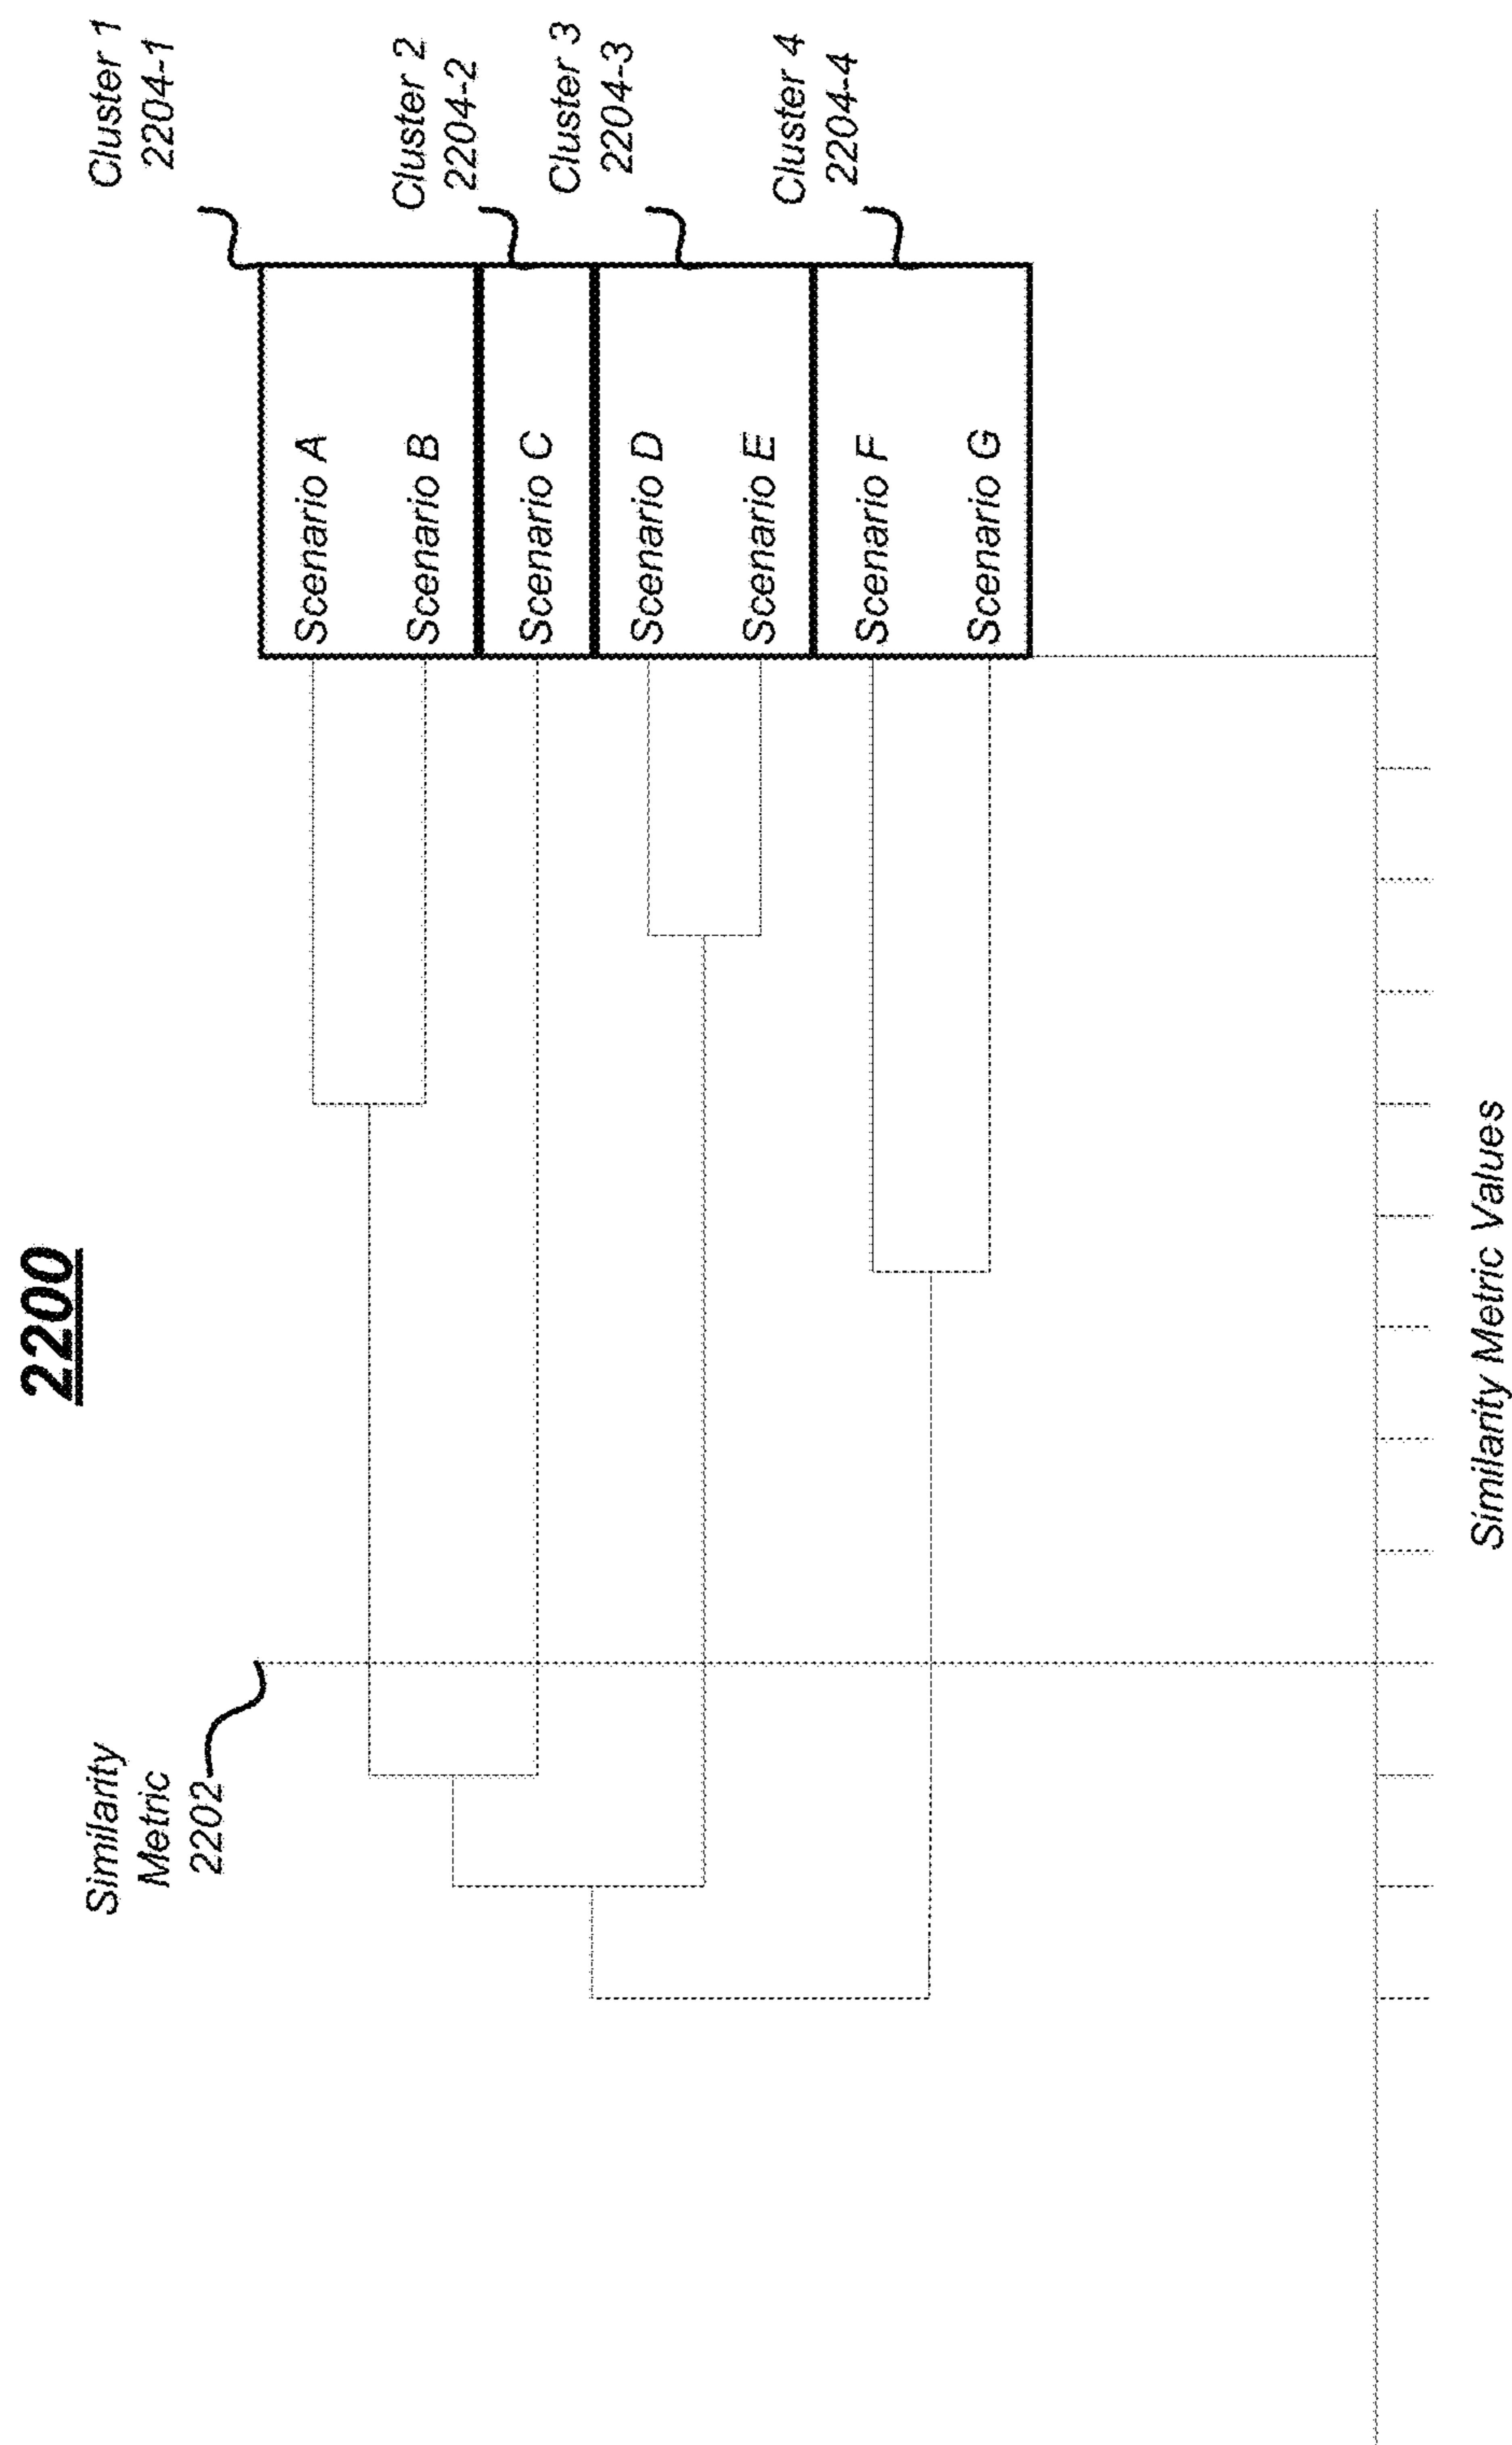 2200
Similarity
Metric
2202
Cluster 1
2204-1
Cluster 2
2204-2
Cluster 3
2204-3
Cluster 4
2204-4
Scenario A
Scenario B
Scenario C
Scenario D
Scenario E
Scenario F
Scenario G
Similarity Metric Values